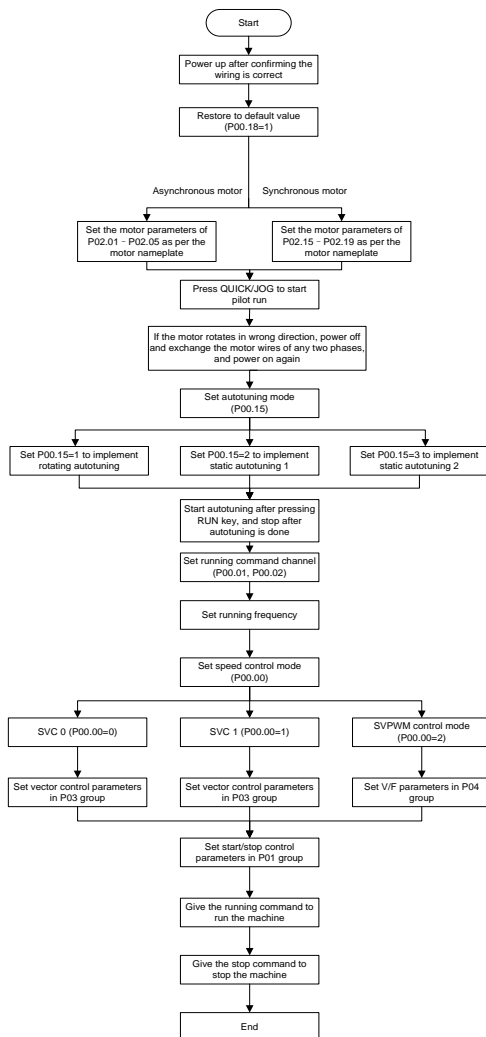 Start
Power up after confirming the
wiring is correct
Restore to default value
(P00.18=1)
Asynchronous motor
Synchronous motor
Set the motor parameters of
P02.01–P02.05 as per the
motor nameplate
Set the motor parameters of
P02.15–P02.19 as per the
motor nameplate
Press QUICK/JOG to start
pilot run
If the motor rotates in wrong direction, power off
and exchange the motor wires of any two phases,
and power on again
Set autotuning mode
(P00.15)
Set P00.15=1 to implement
rotating autotuning
Set P00.15=2 to implement
static autotuning 1
Set P00.15=3 to implement
static autotuning 2
Start autotuning after pressing
RUN key, and stop after
autotuning is done
Set running command channel
(P00.01, P00.02)
Set running frequency
Set speed control mode
(P00.00)
SVC 0 (P00.00=0)
SVC 1 (P00.00=1)
SVPWM control mode
(P00.00=2)
Set vector control parameters
in P03 group
Set vector control parameters
in P03 group
Set V/F parameters in P04
group
Set start/stop control
parameters in P01 group
Give the running command to
run the machine
Give the stop command to
stop the machine
End